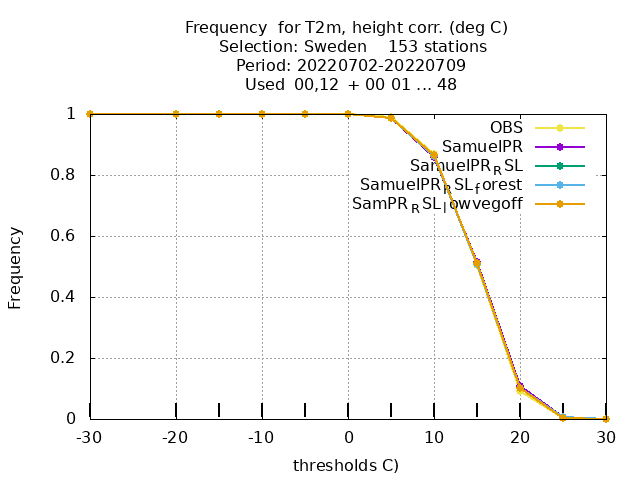 Frequency  for T2m, height corr. (deg C)
Selection: Sweden    153 stations
Period: 20220702-20220709
Used  00,12  + 00 01 ... 48
OBS
SamuelPR
SamuelPR_RSL
SamuelPR_RSL_forest
SamPR_RSL_lowvegoff
1
0.8
0.6
0.4
0.2
0
Frequency
-30
-20
-10
0
10
20
30
thresholds C)